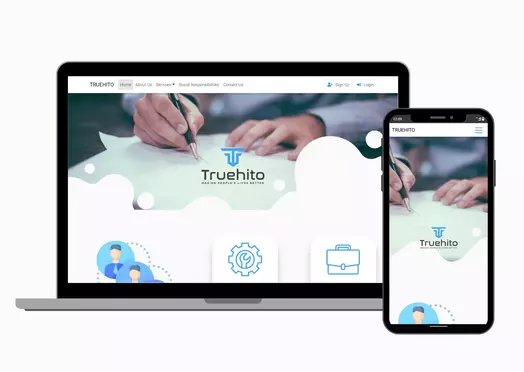 TRUEHITO Home About Us Services Social Responsibilities Contact Us Sign Up Login
Truehito
MAKING PEOPLE'S LIVES BETTER
TRUEHITO
Truehito